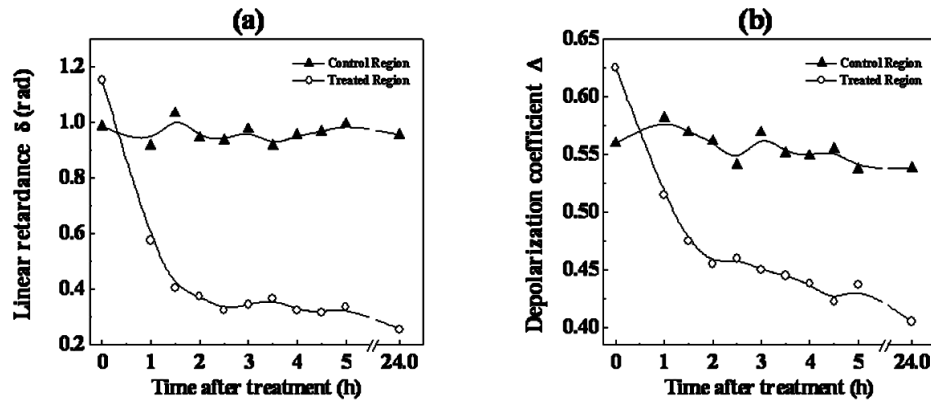 (a)
Linear retardance δ (rad)
1.2
1.0
0.8
0.6
0.4
0.2
Control Region
Treated Region
0 1 2 3 4 5 24.0
Time after treatment (h)
(b)
Depolarization coefficient Δ
0.65
0.60
0.55
0.50
0.45
0.40
Control Region
Treated Region
0 1 2 3 4 5 24.0
Time after treatment (h)